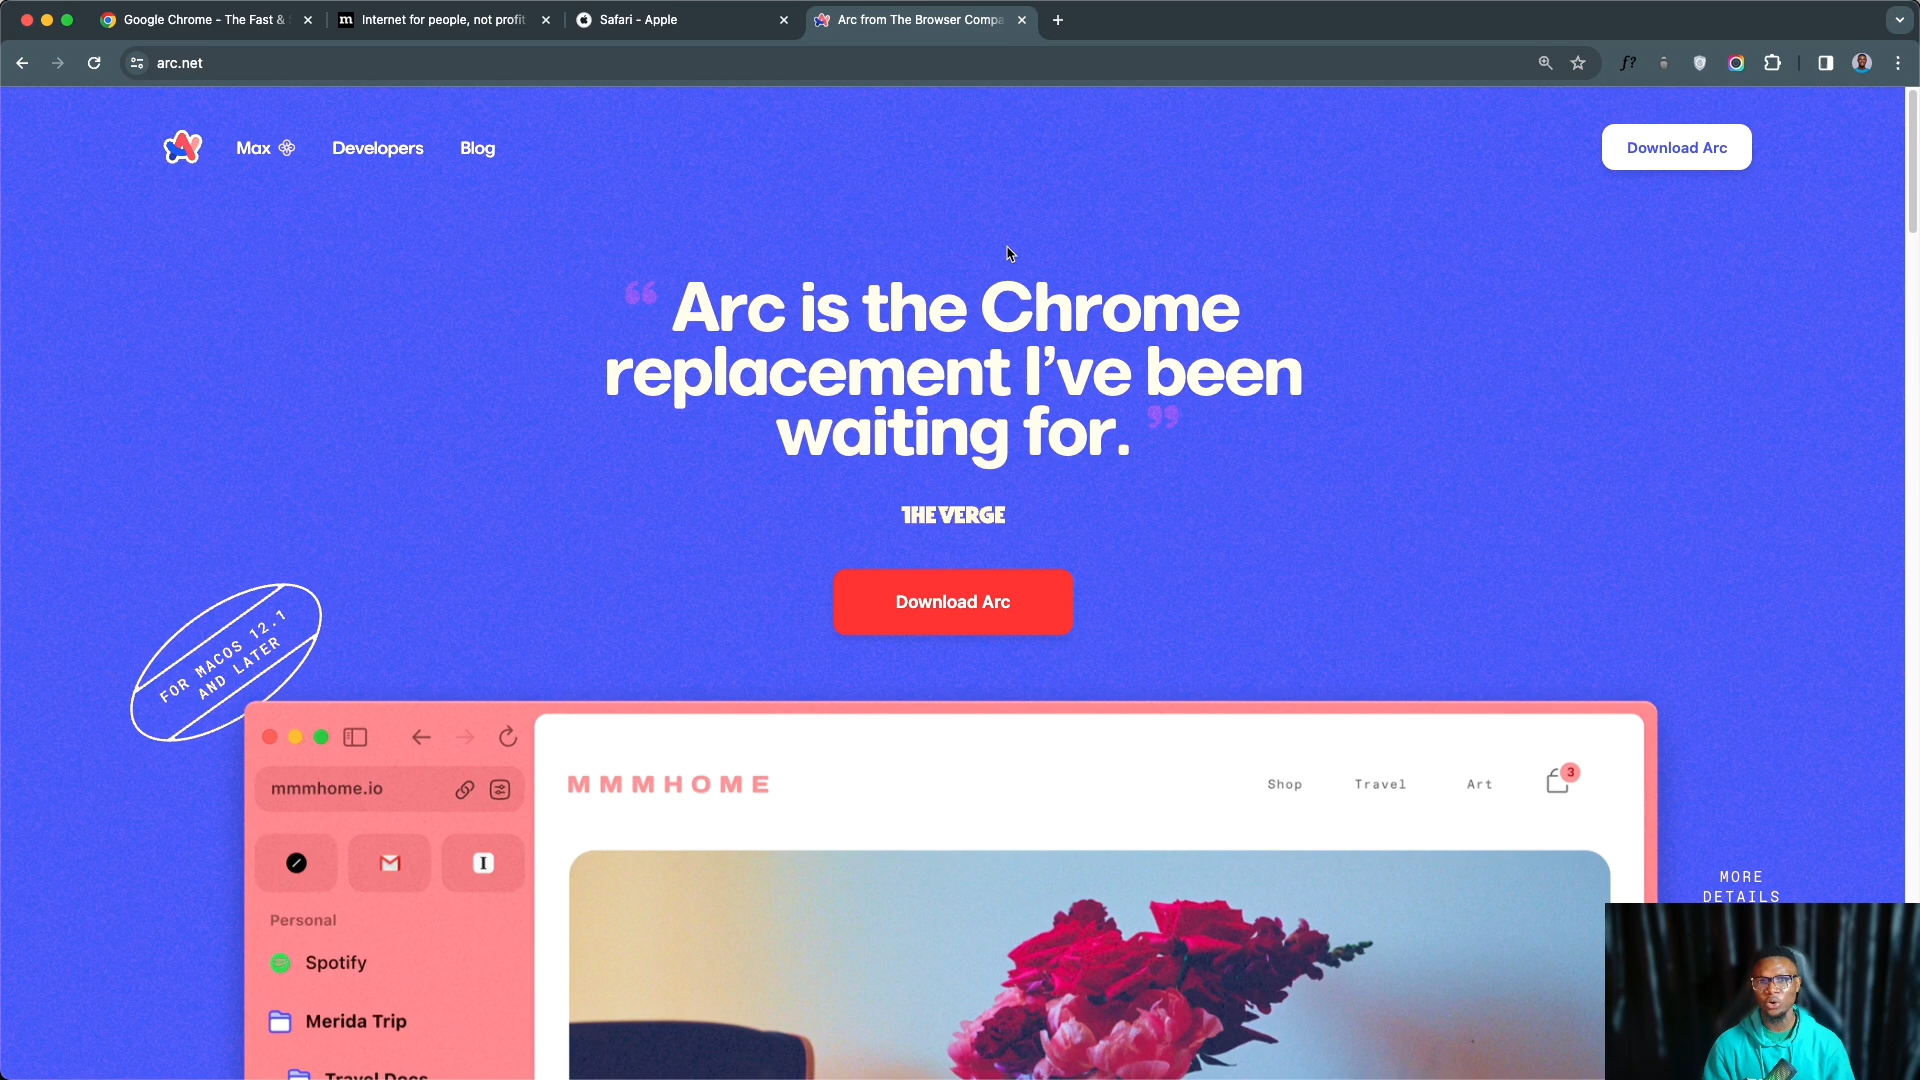 Google Chrome - The Fast &
Internet for people, not profit
Safari - Apple
Arc from The Browser Compa
arc.net
f?
Max
Developers
Blog
Download Arc
“ Arc is the Chrome
replacement I’ve been
waiting for. ”
THE VERGE
Download Arc
FOR MACOS 12.1
AND LATER
mmmhome.io
MMMHOME
Shop
Travel
Art
3
Personal
Spotify
Merida Trip
Travel Docs
MORE
DETAILS